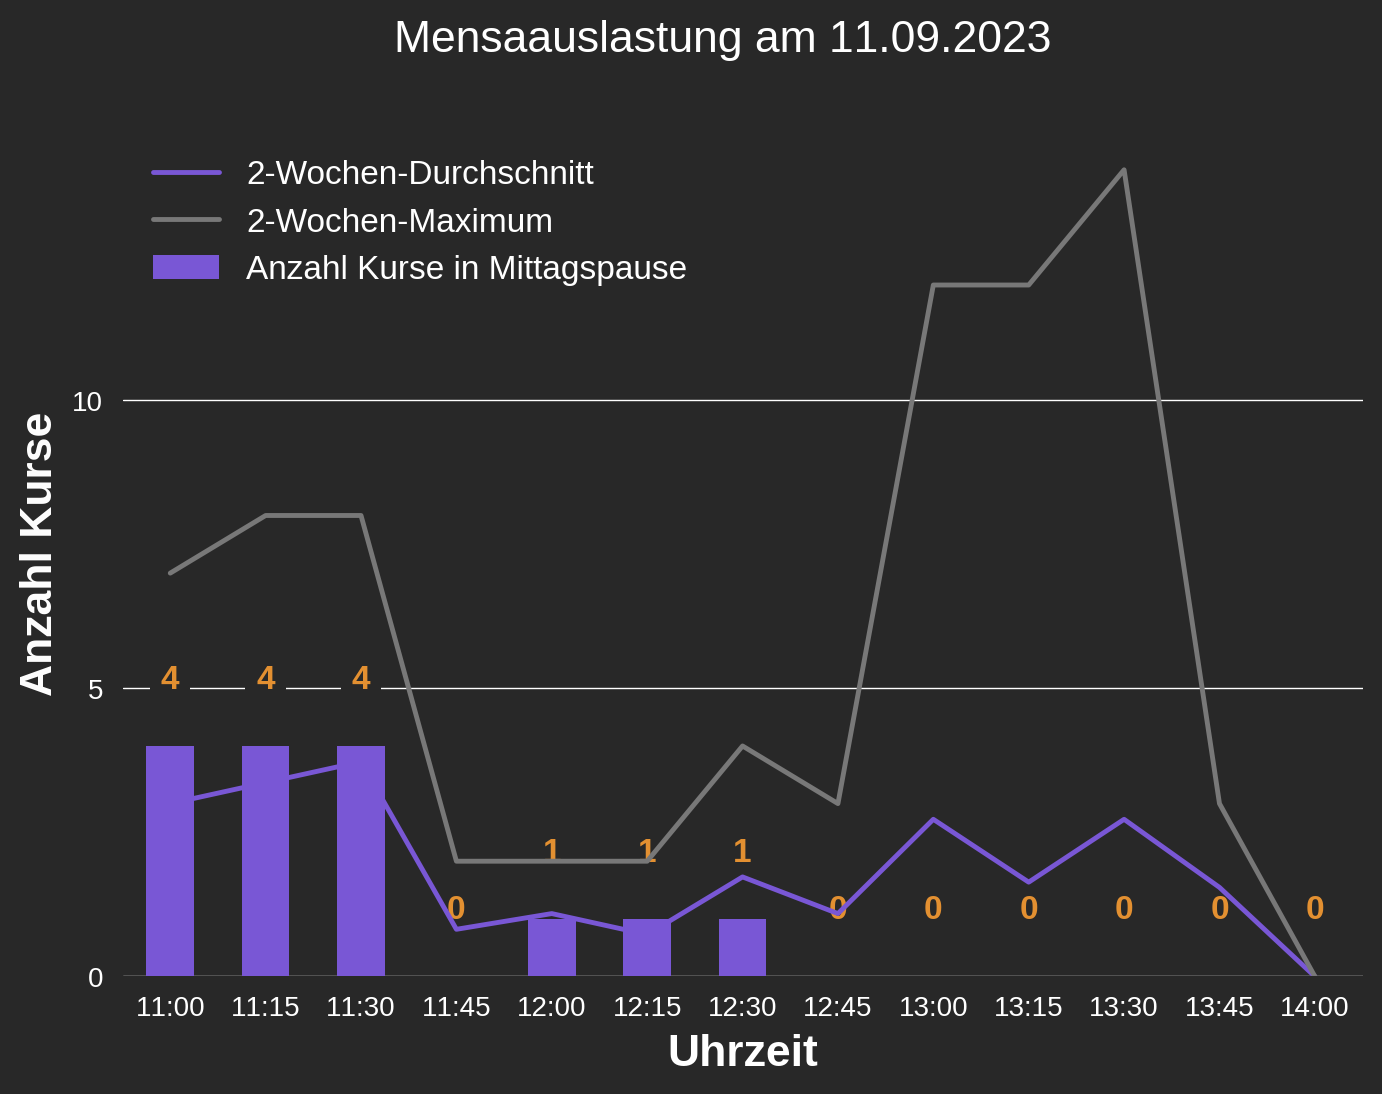 Mensaauslastung am 11.09.2023
2-Wochen-Durchschnitt
2-Wochen-Maximum
Anzahl Kurse in Mittagspause
Anzahl Kurse
10
5
0
4 4 4 0 1 1 1 0 0 0 0 0 0
11:00 11:15 11:30 11:45 12:00 12:15 12:30 12:45 13:00 13:15 13:30 13:45 14:00
Uhrzeit